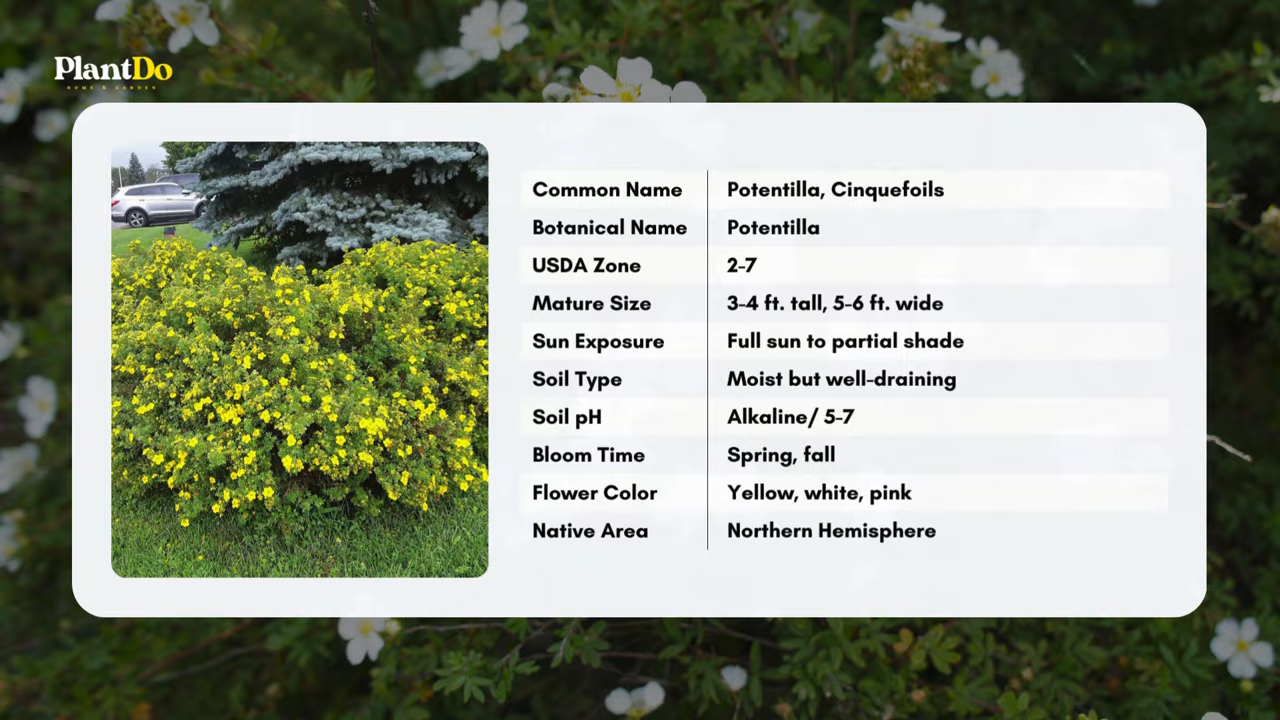 PlantDo
HOME & GARDEN
Common Name Potentilla, Cinquefoils
Botanical Name Potentilla
USDA Zone 2-7
Mature Size 3-4 ft. tall, 5-6 ft. wide
Sun Exposure Full sun to partial shade
Soil Type Moist but well-draining
Soil pH Alkaline/ 5-7
Bloom Time Spring, fall
Flower Color Yellow, white, pink
Native Area Northern Hemisphere